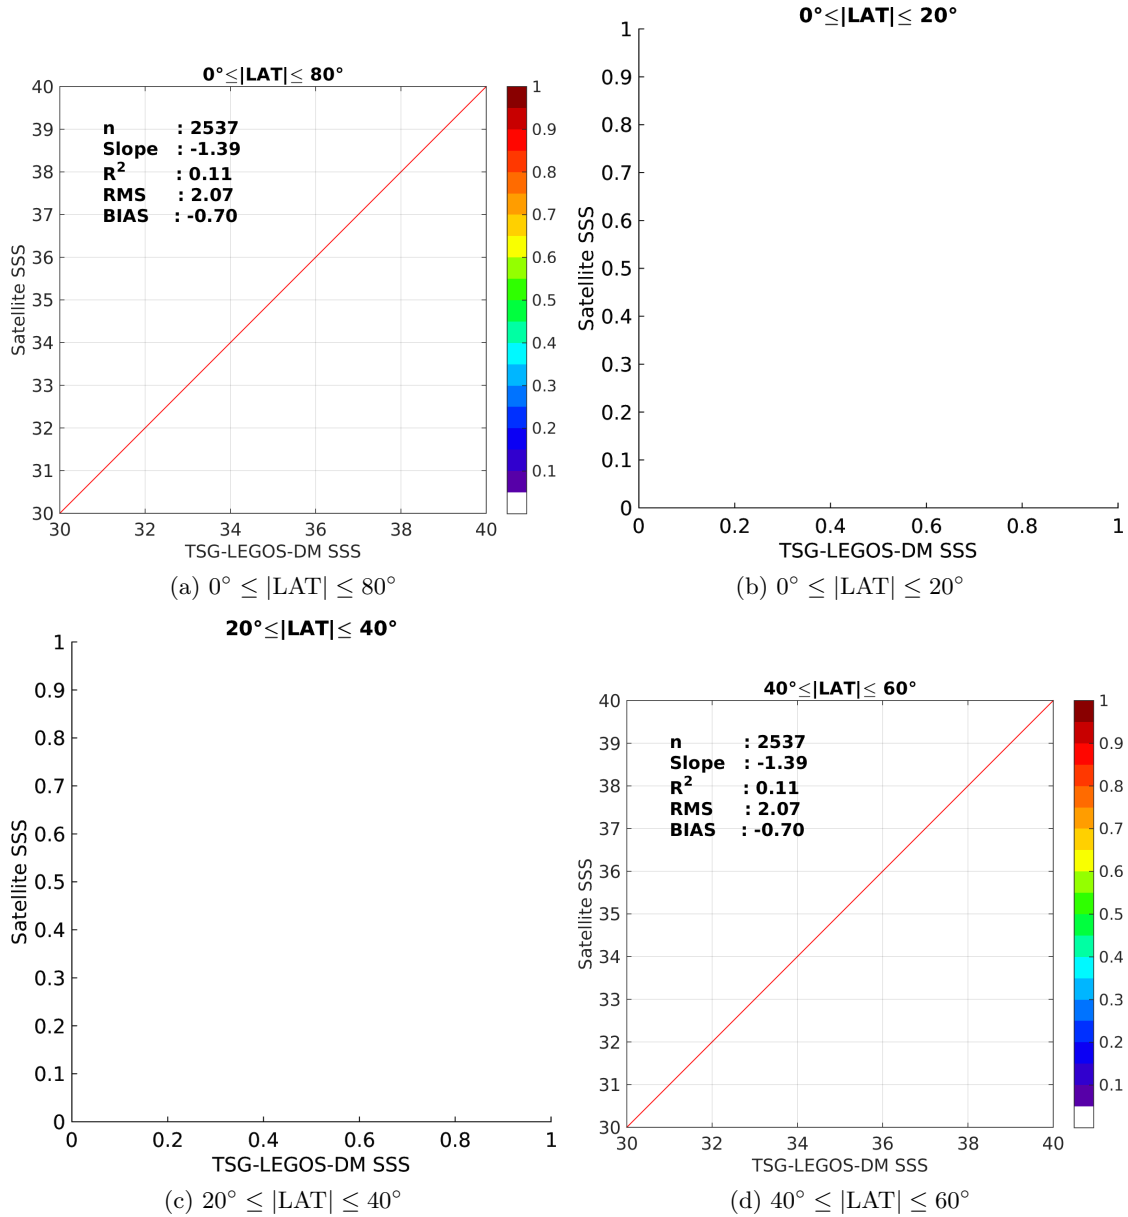 0°≤|LAT|≤ 80°
40
39
38
37
36
35
34
33
32
31
30
Satellite SSS
n : 2537
Slope : -1.39
R² : 0.11
RMS : 2.07
BIAS : -0.70
30 32 34 36 38 40
TSG-LEGOS-DM SSS
1
0.9
0.8
0.7
0.6
0.5
0.4
0.3
0.2
0.1
(a) 0° ≤ |LAT| ≤ 80°
0°≤|LAT|≤ 20°
1
0.9
0.8
0.7
0.6
0.5
0.4
0.3
0.2
0.1
0
Satellite SSS
0 0.2 0.4 0.6 0.8 1
TSG-LEGOS-DM SSS
(b) 0° ≤ |LAT| ≤ 20°
20°≤|LAT|≤ 40°
1
0.9
0.8
0.7
0.6
0.5
0.4
0.3
0.2
0.1
0
Satellite SSS
0 0.2 0.4 0.6 0.8 1
TSG-LEGOS-DM SSS
(c) 20° ≤ |LAT| ≤ 40°
40°≤|LAT|≤ 60°
40
39
38
37
36
35
34
33
32
31
30
Satellite SSS
n : 2537
Slope : -1.39
R² : 0.11
RMS : 2.07
BIAS : -0.70
30 32 34 36 38 40
TSG-LEGOS-DM SSS
1
0.9
0.8
0.7
0.6
0.5
0.4
0.3
0.2
0.1
(d) 40° ≤ |LAT| ≤ 60°